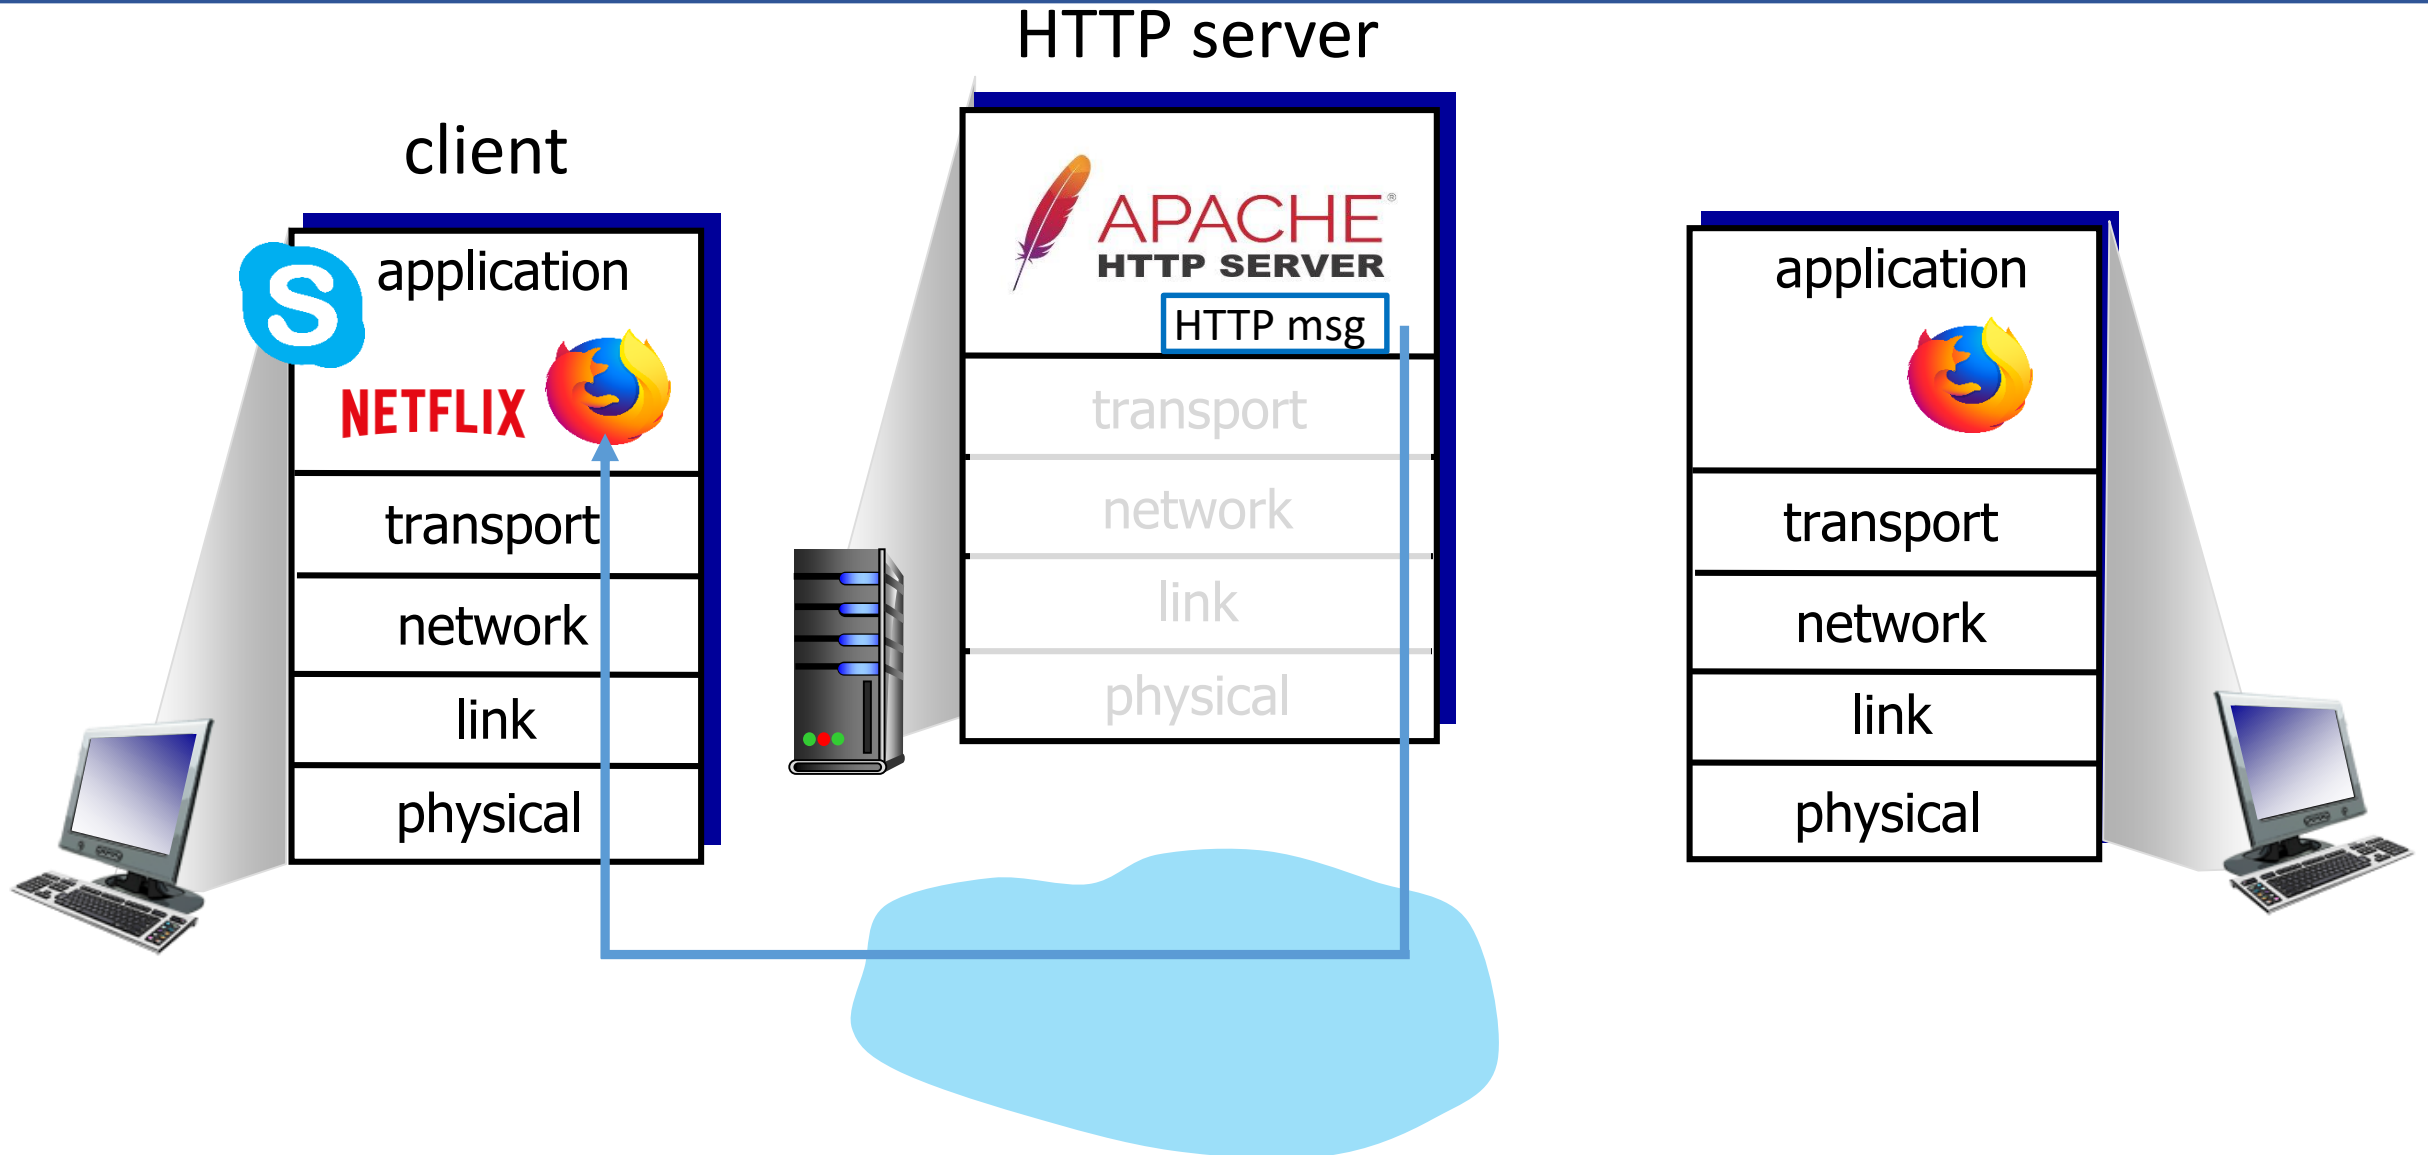 HTTP server
client
application
NETFLIX
transport
network
link
physical
APACHE®
HTTP SERVER
HTTP msg
transport
network
link
physical
application
transport
network
link
physical